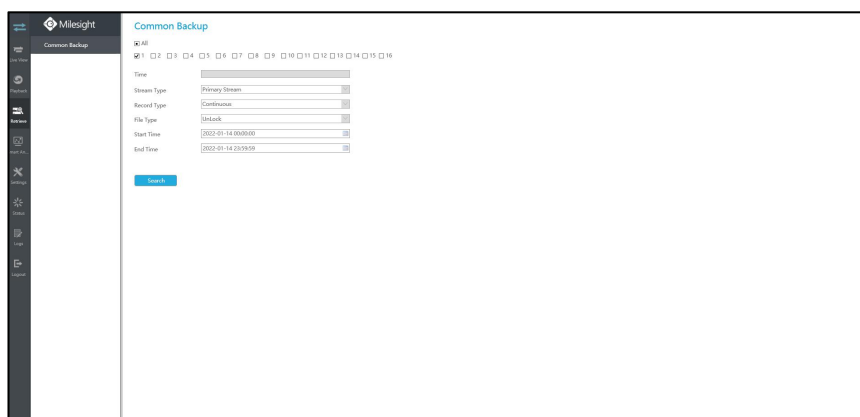 Milesight
Common Backup
Live View
Playback
Retrieve
Settings
Status
Logs
Logout
Common Backup
All
1 2 3 4 5 6 7 8 9 10 11 12 13 14 15 16
Time
Stream Type Primary Stream
Record Type Continuous
File Type UnLock
Start Time 2022-01-14 00:00:00
End Time 2022-01-14 23:59:59
Search